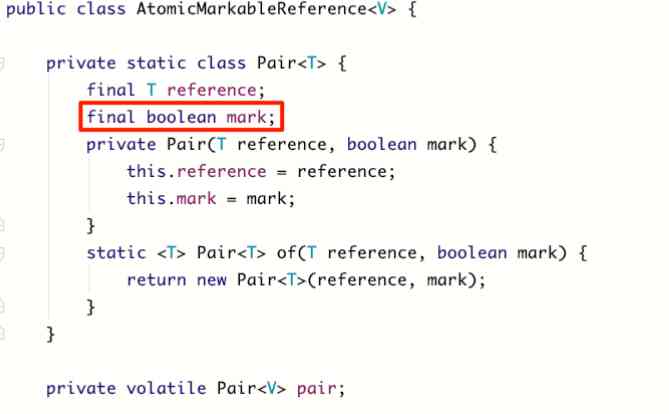 public class AtomicMarkableReference<V> {
private static class Pair<T> {
final T reference;
final boolean mark;
private Pair(T reference, boolean mark) {
this.reference = reference;
this.mark = mark;
}
static <T> Pair<T> of(T reference, boolean mark) {
return new Pair<T>(reference, mark);
}
}
private volatile Pair<V> pair;